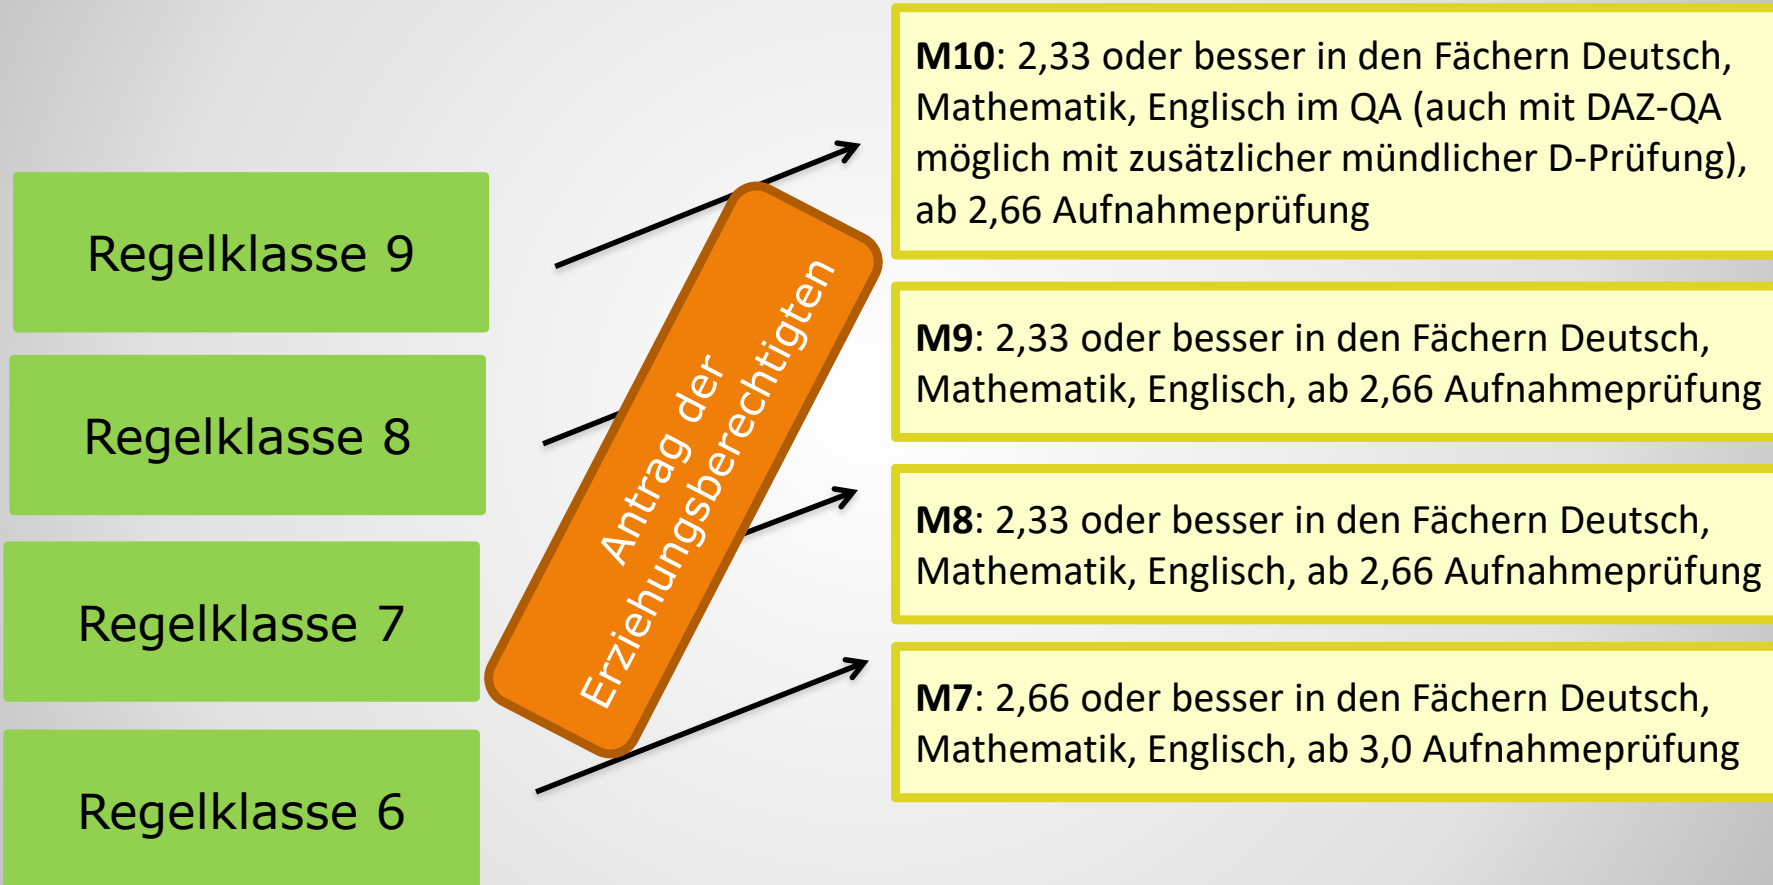 Regelklasse 9
Regelklasse 8
Regelklasse 7
Regelklasse 6
Antrag der
Erziehungsberechtigten
M10: 2,33 oder besser in den Fächern Deutsch,
Mathematik, Englisch im QA (auch mit DAZ-QA
möglich mit zusätzlicher mündlicher D-Prüfung),
ab 2,66 Aufnahmeprüfung
M9: 2,33 oder besser in den Fächern Deutsch,
Mathematik, Englisch, ab 2,66 Aufnahmeprüfung
M8: 2,33 oder besser in den Fächern Deutsch,
Mathematik, Englisch, ab 2,66 Aufnahmeprüfung
M7: 2,66 oder besser in den Fächern Deutsch,
Mathematik, Englisch, ab 3,0 Aufnahmeprüfung